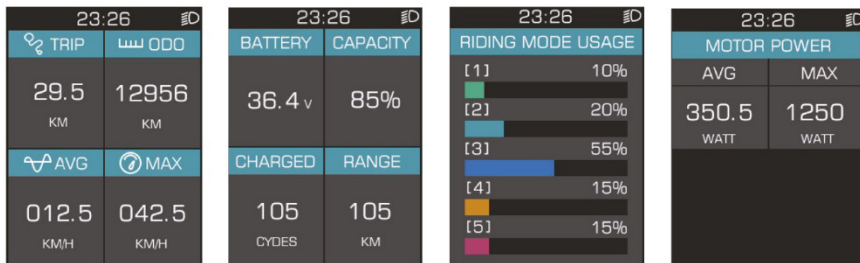 23:26
TRIP ODO
29.5 12956
KM KM
AVG MAX
012.5 042.5
KM/H KM/H
23:26
BATTERY CAPACITY
36.4 v 85%
CHARGED RANGE
105 105
CYDES KM
23:26
RIDING MODE USAGE
[1] 10%
[2] 20%
[3] 55%
[4] 15%
[5] 15%
23:26
MOTOR POWER
AVG MAX
350.5 1250
WATT WATT